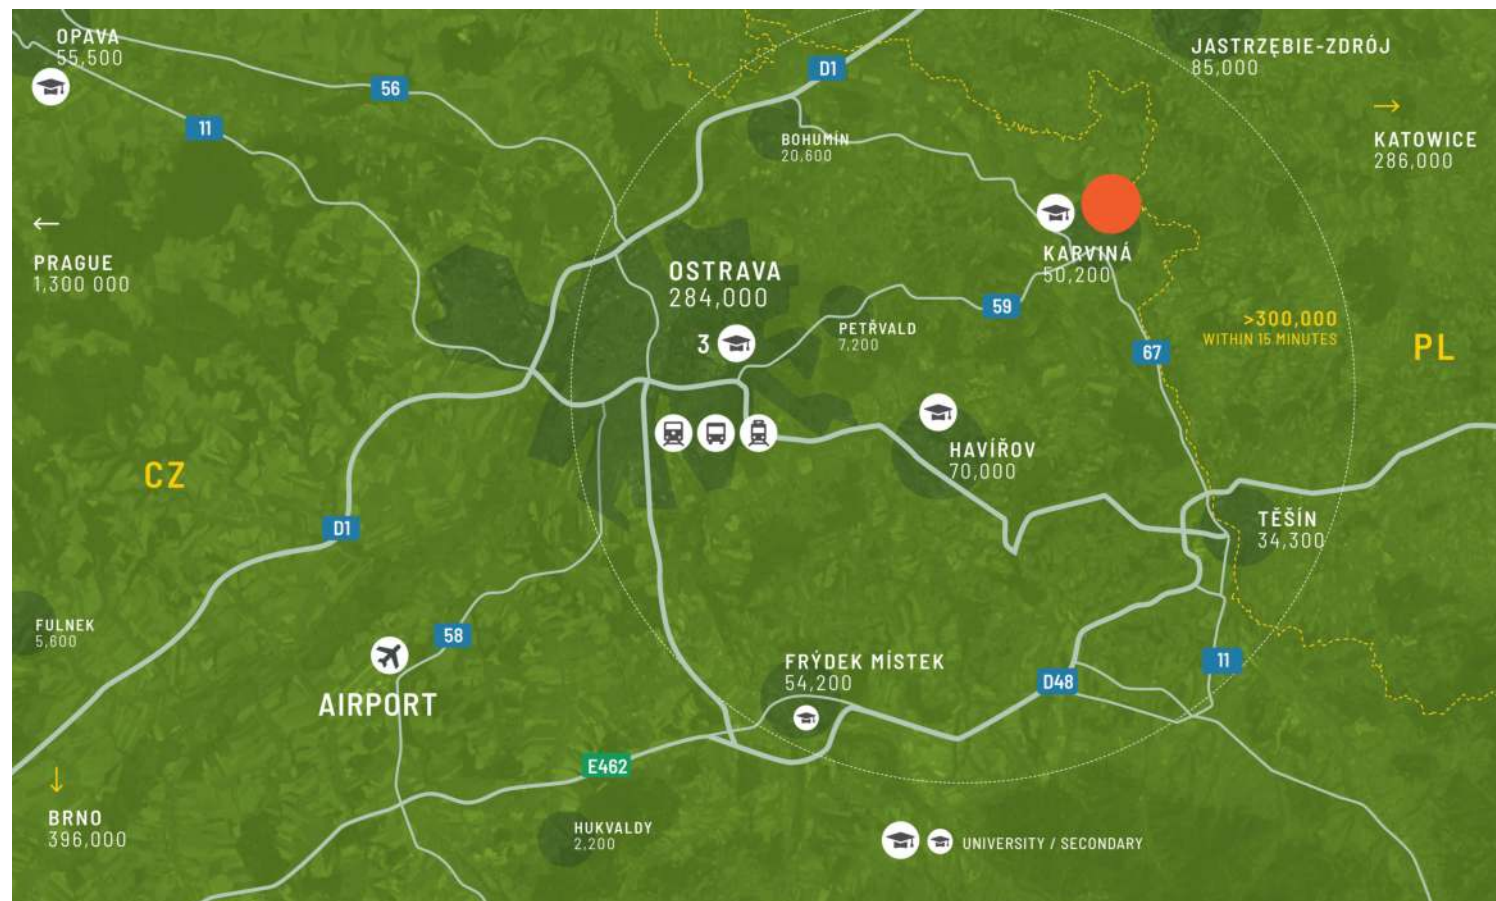 OPAVA
55,500
56
11
D1
JASTRZĘBIE-ZDRÓJ
85,000
KATOWICE
286,000
BOHUMÍN
20,600
PRAGUE
1,300 000
OSTRAVA
284,000
3
KARVINÁ
50,200
59
PETŘVALD
7,200
>300,000
WITHIN 15 MINUTES
PL
67
CZ
HAVÍŘOV
70,000
D1
TĚŠÍN
34,300
FULNEK
5,600
58
AIRPORT
FRÝDEK MÍSTEK
54,200
D48
11
E462
BRNO
396,000
HUKVALDY
2,200
UNIVERSITY / SECONDARY